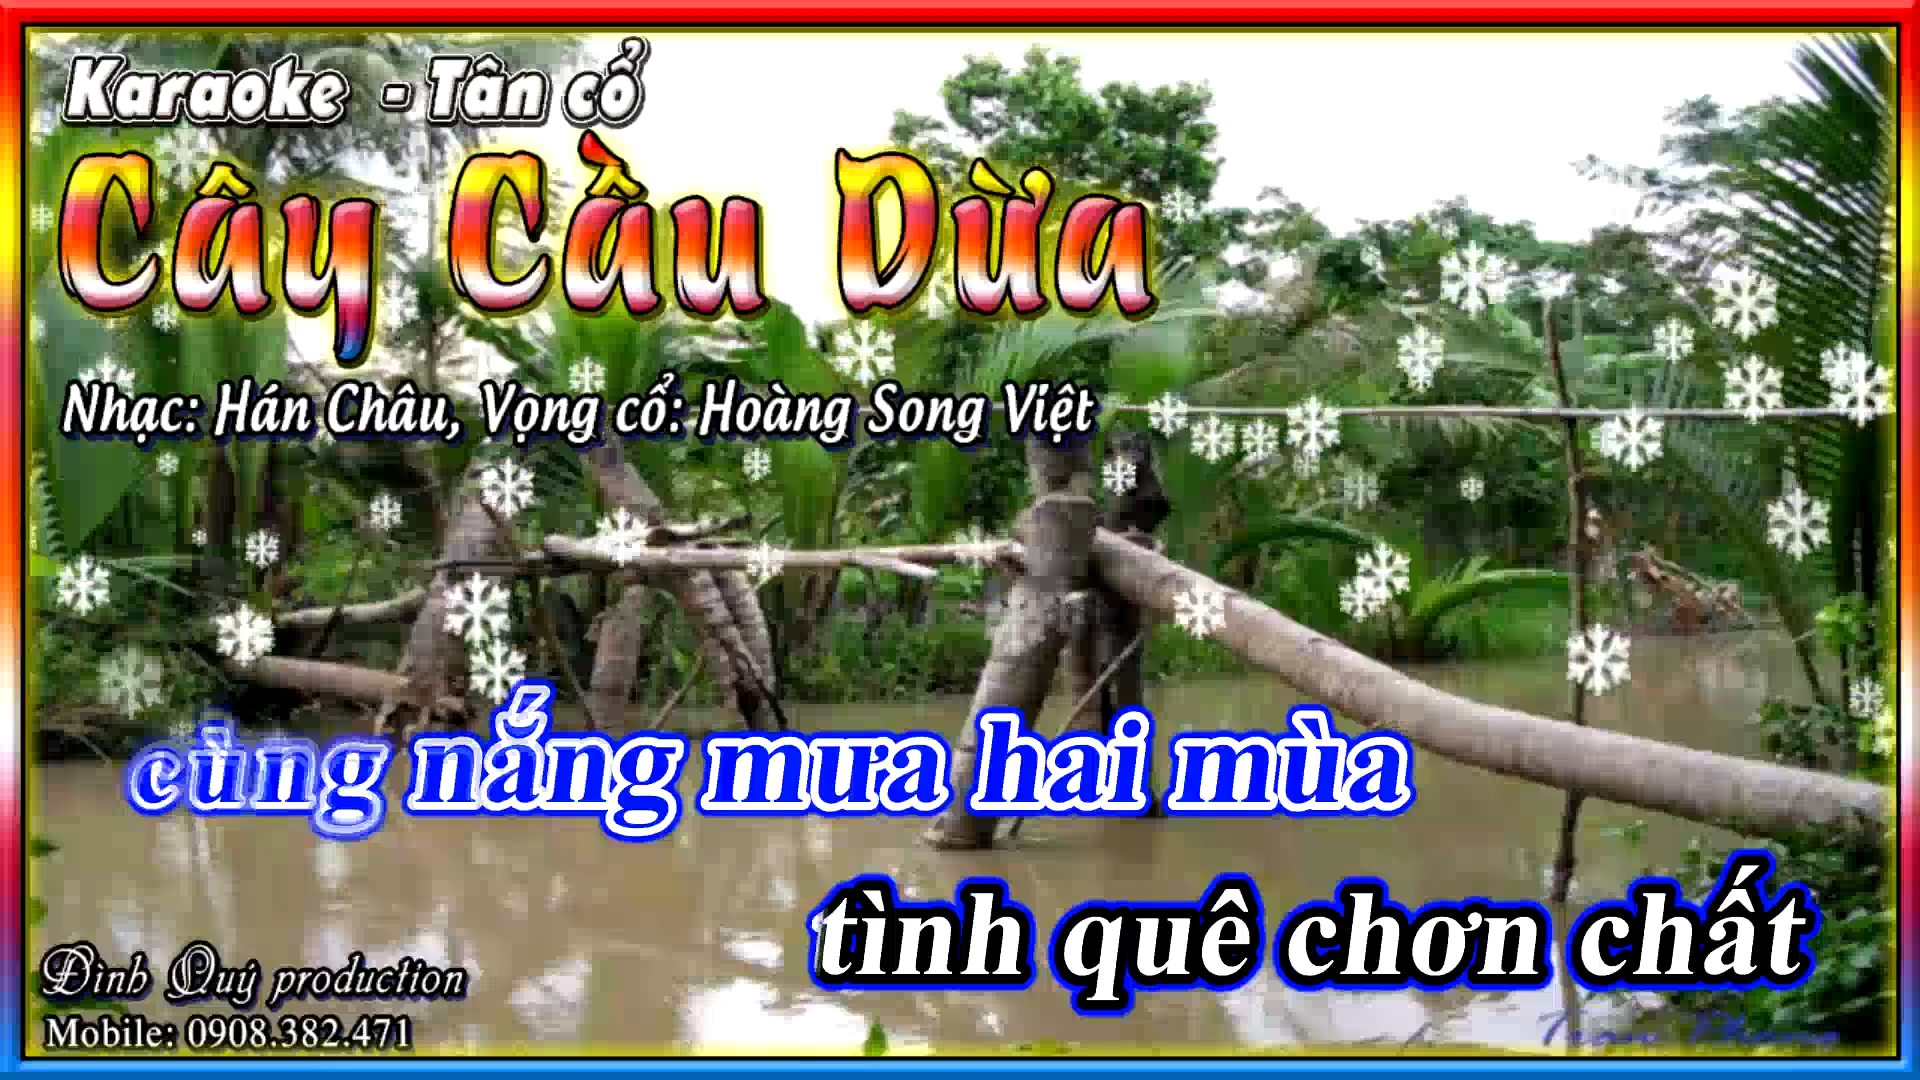 Karaoke - Tân cổ
Cây Cầu Dừa
Nhạc: Hán Châu, Vọng cổ: Hoàng Song Việt
cùng nắng mưa hai mùa
tình quê chơn chất
Đình Quý production
Mobile: 0908.382.471